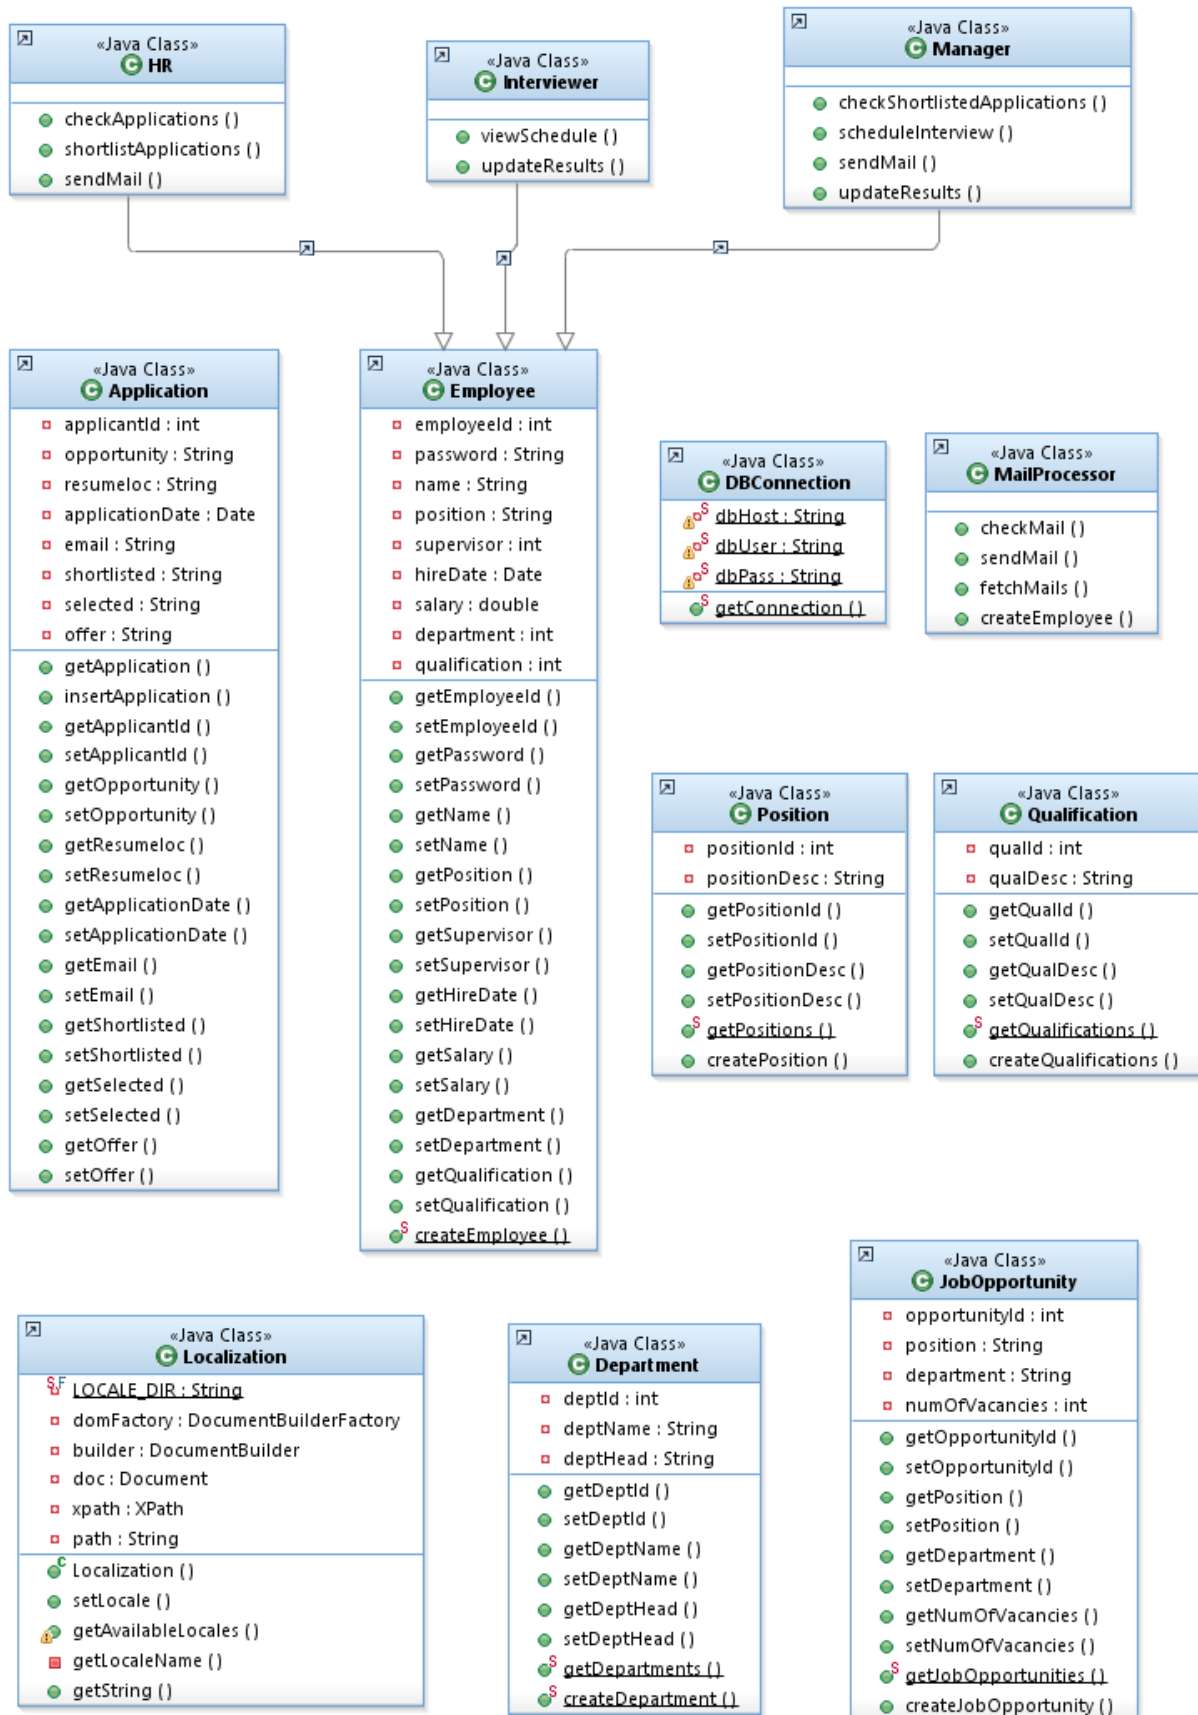 «Java Class»
HR
checkApplications ()
shortlistApplications ()
sendMail ()
«Java Class»
Interviewer
viewSchedule ()
updateResults ()
«Java Class»
Manager
checkShortlistedApplications ()
scheduleInterview ()
sendMail ()
updateResults ()
«Java Class»
Application
applicantId : int
opportunity : String
resumeloc : String
applicationDate : Date
email : String
shortlisted : String
selected : String
offer : String
getApplication ()
insertApplication ()
getApplicantId ()
setApplicantId ()
getOpportunity ()
setOpportunity ()
getResumeloc ()
setResumeloc ()
getApplicationDate ()
setApplicationDate ()
getEmail ()
setEmail ()
getShortlisted ()
setShortlisted ()
getSelected ()
setSelected ()
getOffer ()
setOffer ()
«Java Class»
Employee
employeeId : int
password : String
name : String
position : String
supervisor : int
hireDate : Date
salary : double
department : int
qualification : int
getEmployeeId ()
setEmployeeId ()
getPassword ()
setPassword ()
getName ()
setName ()
getPosition ()
setPosition ()
getSupervisor ()
setSupervisor ()
getHireDate ()
setHireDate ()
getSalary ()
setSalary ()
getDepartment ()
setDepartment ()
getQualification ()
setQualification ()
createEmployee ()
«Java Class»
DBConnection
dbHost : String
dbUser : String
dbPass : String
getConnection ()
«Java Class»
MailProcessor
checkMail ()
sendMail ()
fetchMails ()
createEmployee ()
«Java Class»
Position
positionId : int
positionDesc : String
getPositionId ()
setPositionId ()
getPositionDesc ()
setPositionDesc ()
getPositions ()
createPosition ()
«Java Class»
Qualification
qualId : int
qualDesc : String
getQualId ()
setQualId ()
getQualDesc ()
setQualDesc ()
getQualifications ()
createQualifications ()
«Java Class»
Localization
LOCALE_DIR : String
domFactory : DocumentBuilderFactory
builder : DocumentBuilder
doc : Document
xpath : XPath
path : String
Localization ()
setLocale ()
getAvailableLocales ()
getLocaleName ()
getString ()
«Java Class»
Department
deptId : int
deptName : String
deptHead : String
getDeptId ()
setDeptId ()
getDeptName ()
setDeptName ()
getDeptHead ()
setDeptHead ()
getDepartments ()
createDepartment ()
«Java Class»
JobOpportunity
opportunityId : int
position : String
department : String
numOfVacancies : int
getOpportunityId ()
setOpportunityId ()
getPosition ()
setPosition ()
getDepartment ()
setDepartment ()
getNumOfVacancies ()
setNumOfVacancies ()
getJobOpportunities ()
createJobOpportunity ()